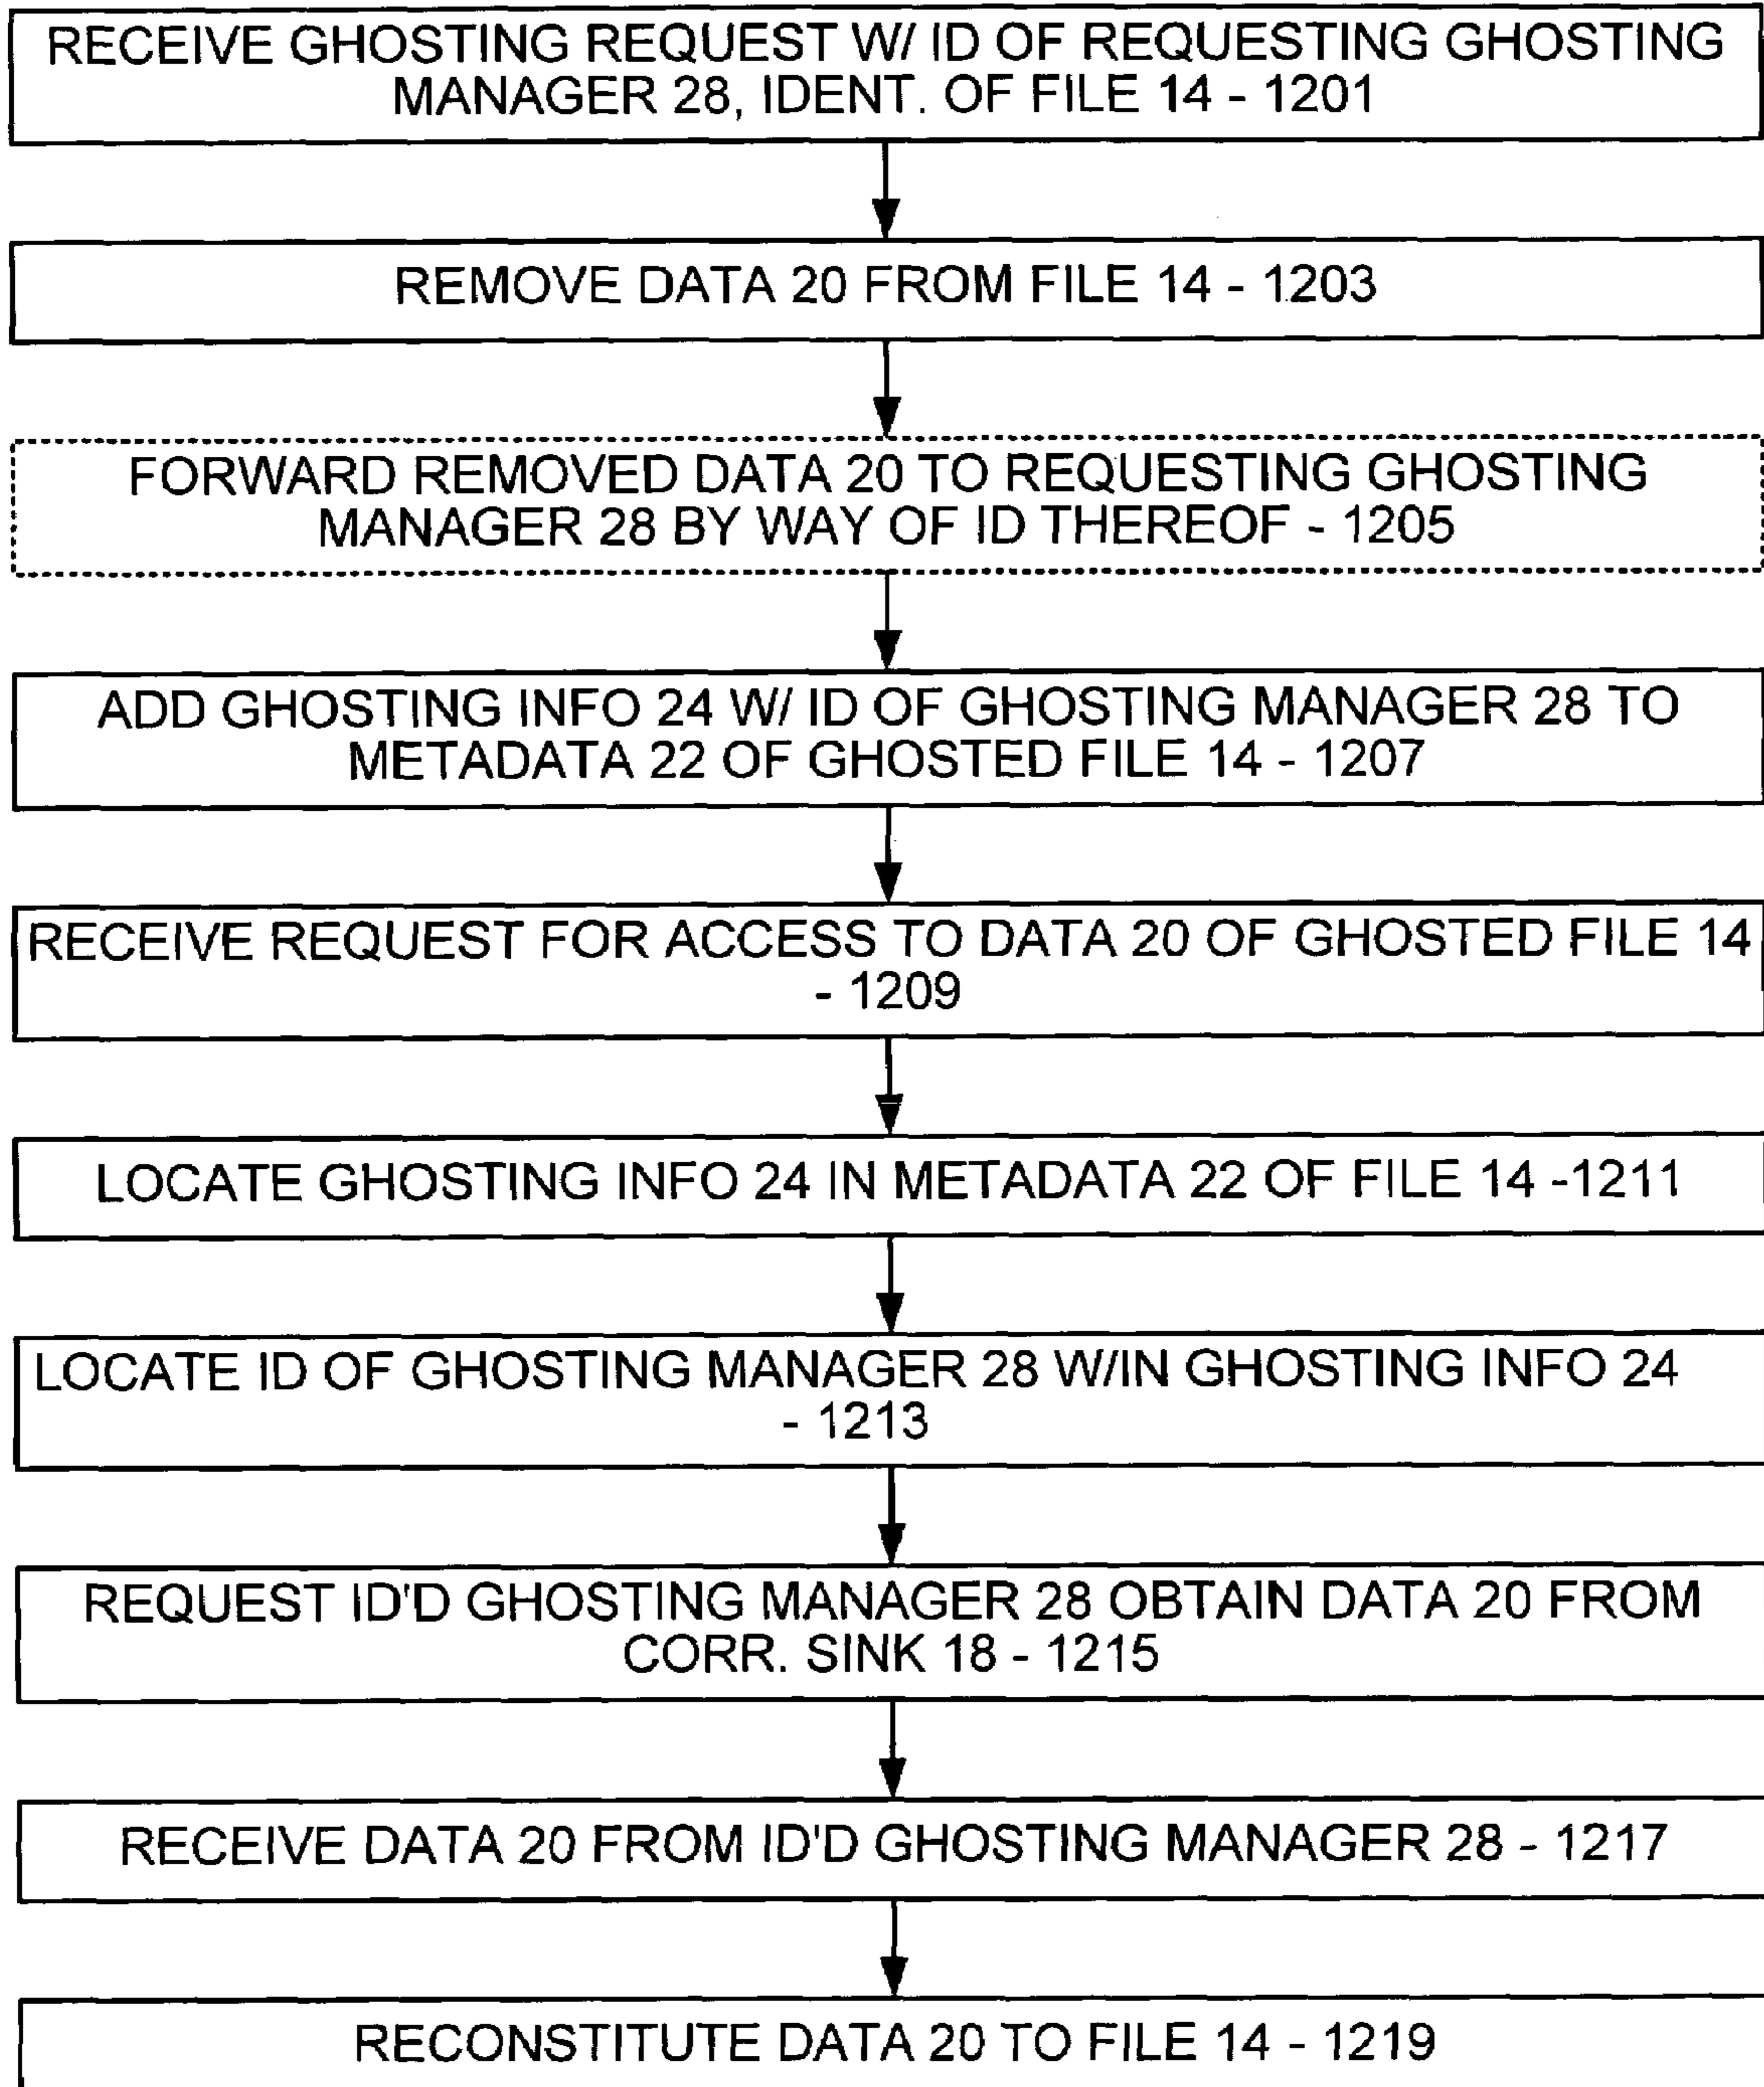 RECEIVE GHOSTING REQUEST W/ ID OF REQUESTING GHOSTING
MANAGER 28, IDENT. OF FILE 14 - 1201
REMOVE DATA 20 FROM FILE 14 - 1203
FORWARD REMOVED DATA 20 TO REQUESTING GHOSTING
MANAGER 28 BY WAY OF ID THEREOF - 1205
ADD GHOSTING INFO 24 W/ ID OF GHOSTING MANAGER 28 TO
METADATA 22 OF GHOSTED FILE 14 - 1207
RECEIVE REQUEST FOR ACCESS TO DATA 20 OF GHOSTED FILE 14
- 1209
LOCATE GHOSTING INFO 24 IN METADATA 22 OF FILE 14 -1211
LOCATE ID OF GHOSTING MANAGER 28 W/IN GHOSTING INFO 24
- 1213
REQUEST ID'D GHOSTING MANAGER 28 OBTAIN DATA 20 FROM
CORR. SINK 18 - 1215
RECEIVE DATA 20 FROM ID'D GHOSTING MANAGER 28 - 1217
RECONSTITUTE DATA 20 TO FILE 14 - 1219